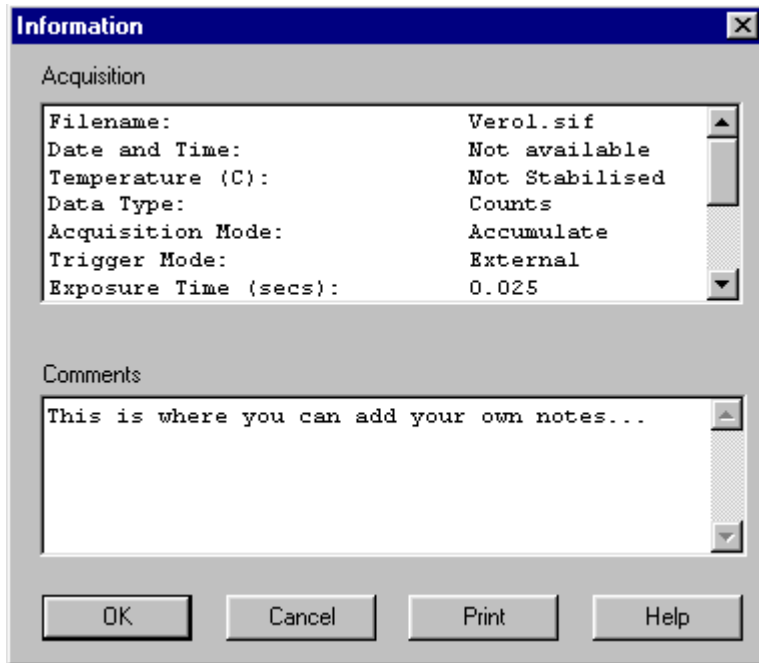 Information
Acquisition
Filename: Verol.sif
Date and Time: Not available
Temperature (C): Not Stabilised
Data Type: Counts
Acquisition Mode: Accumulate
Trigger Mode: External
Exposure Time (secs): 0.025
Comments
This is where you can add your own notes...
OK Cancel Print Help